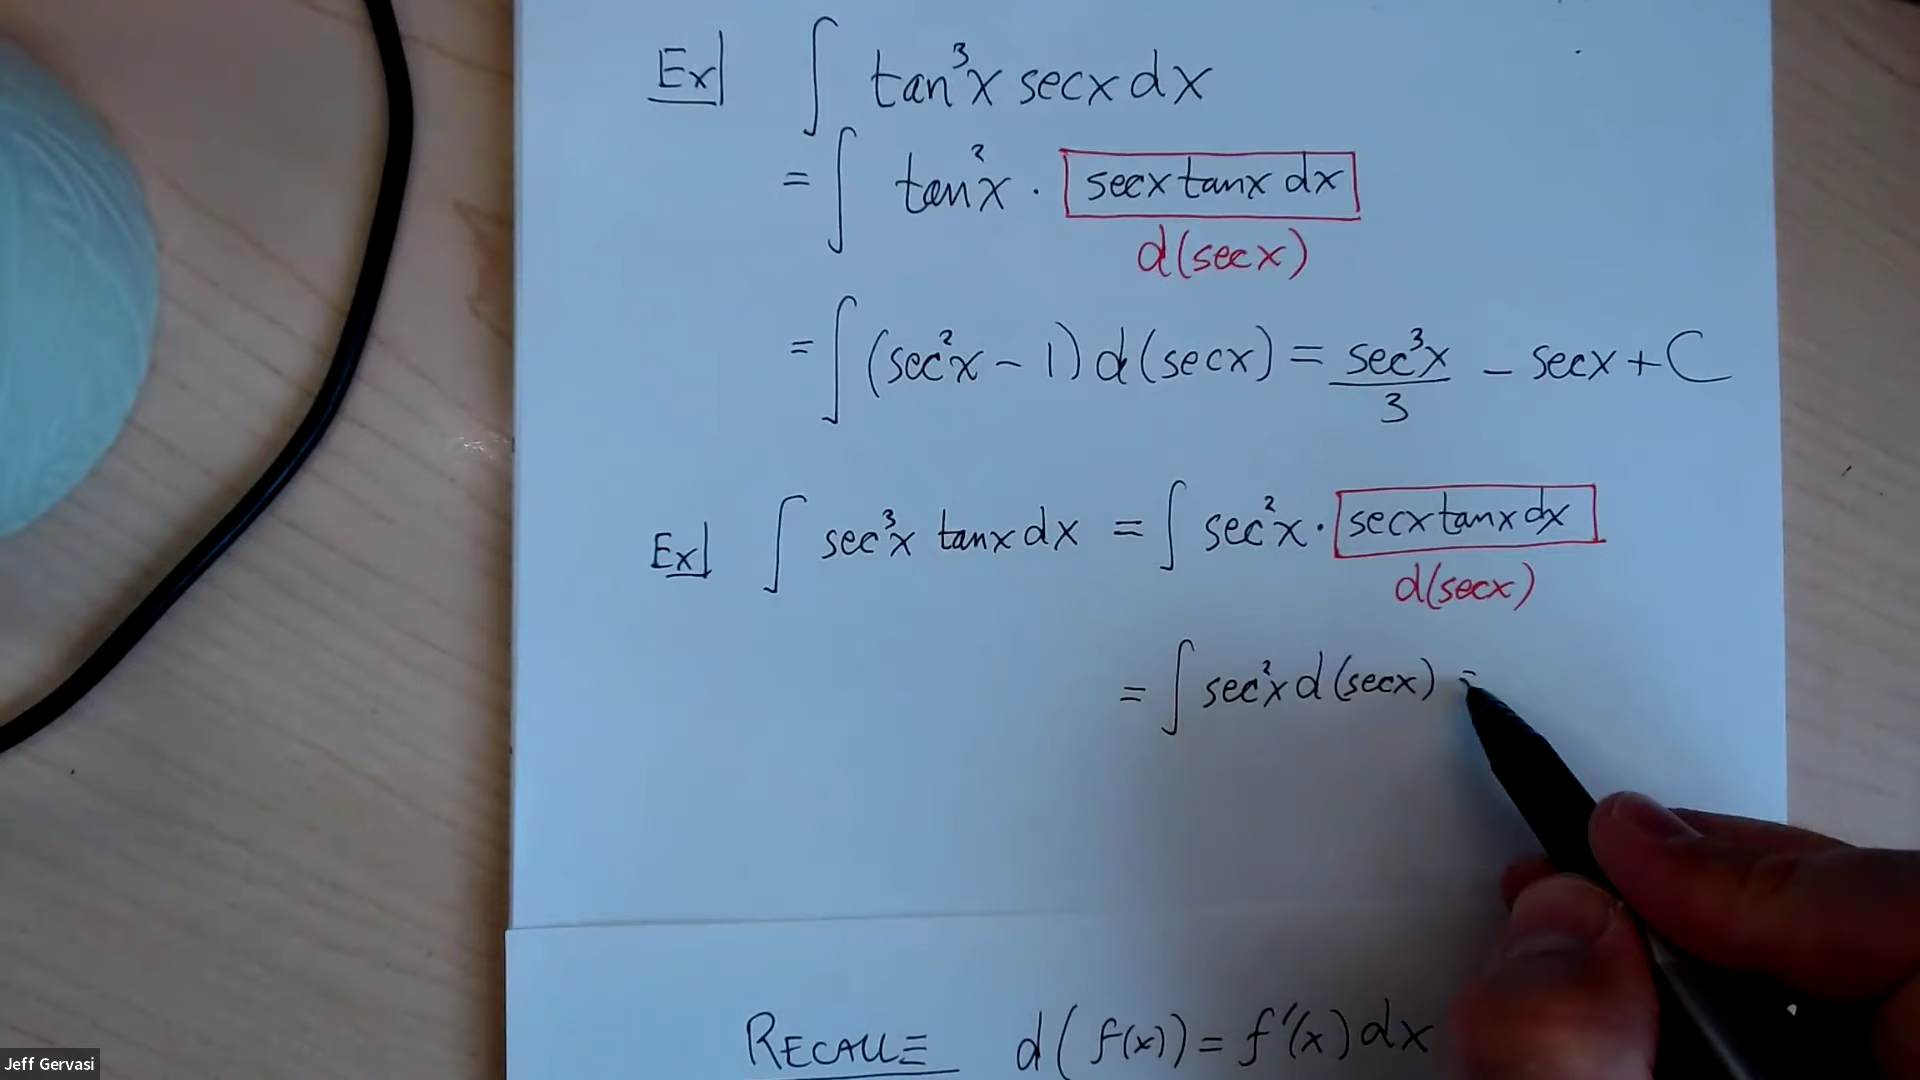 Ex| ∫ tan³x secx dx
= ∫ tan²x · secx tanx dx
d(secx)
= ∫ (sec²x - 1) d(secx) = sec³x/3 - secx + C
Ex| ∫ sec³x tanx dx = ∫ sec²x · secx tanx dx
d(secx)
= ∫ sec²x d(secx) =
RECALL d(f(x)) = f'(x) dx
Jeff Gervasi